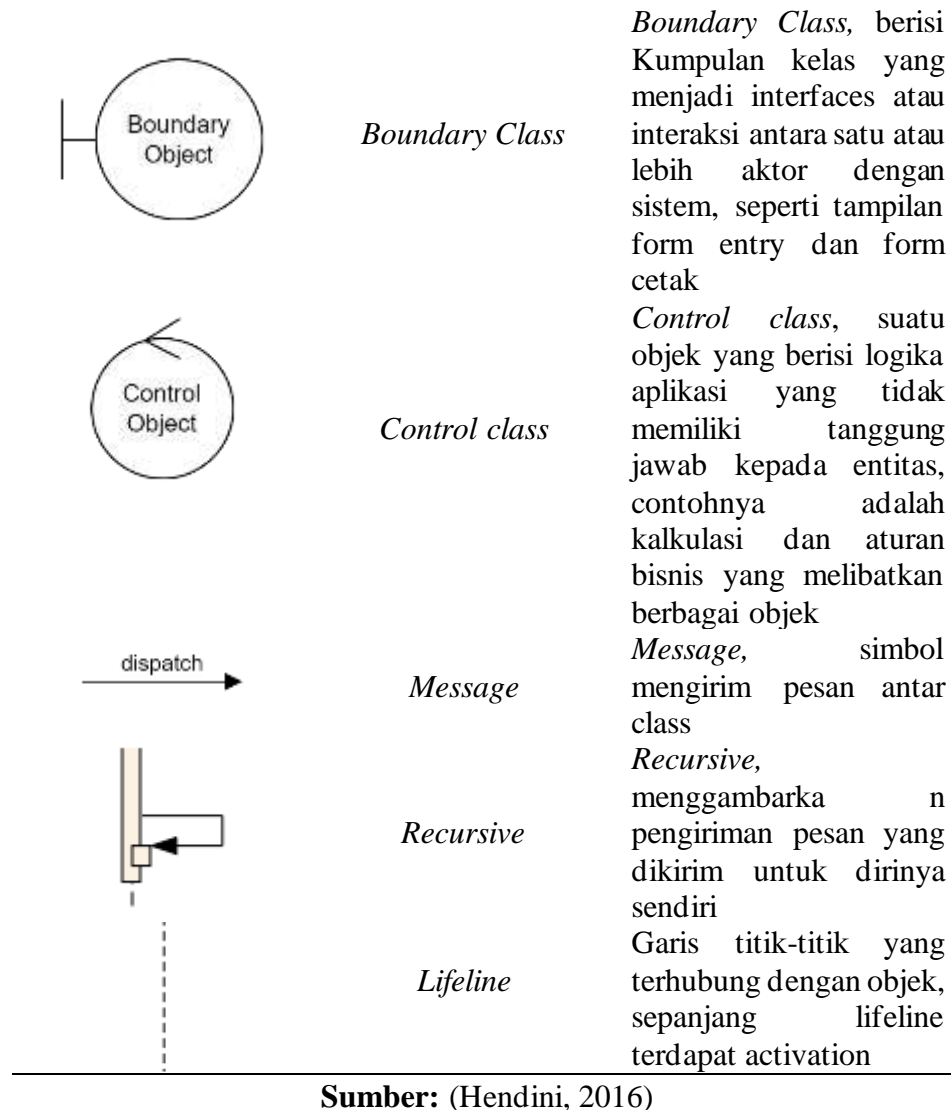 Boundary
Object
Boundary Class
Boundary Class, berisi
Kumpulan kelas yang
menjadi interfaces atau
interaksi antara satu atau
lebih aktor dengan
sistem, seperti tampilan
form entry dan form
cetak
Control
Object
Control class
Control class, suatu
objek yang berisi logika
aplikasi yang tidak
memiliki tanggung
jawab kepada entitas,
contohnya adalah
kalkulasi dan aturan
bisnis yang melibatkan
berbagai objek
dispatch
Message
Message, simbol
mengirim pesan antar
class
Recursive
Recursive,
menggambarka n
pengiriman pesan yang
dikirim untuk dirinya
sendiri
Lifeline
Garis titik-titik yang
terhubung dengan objek,
sepanjang lifeline
terdapat activation
Sumber: (Hendini, 2016)